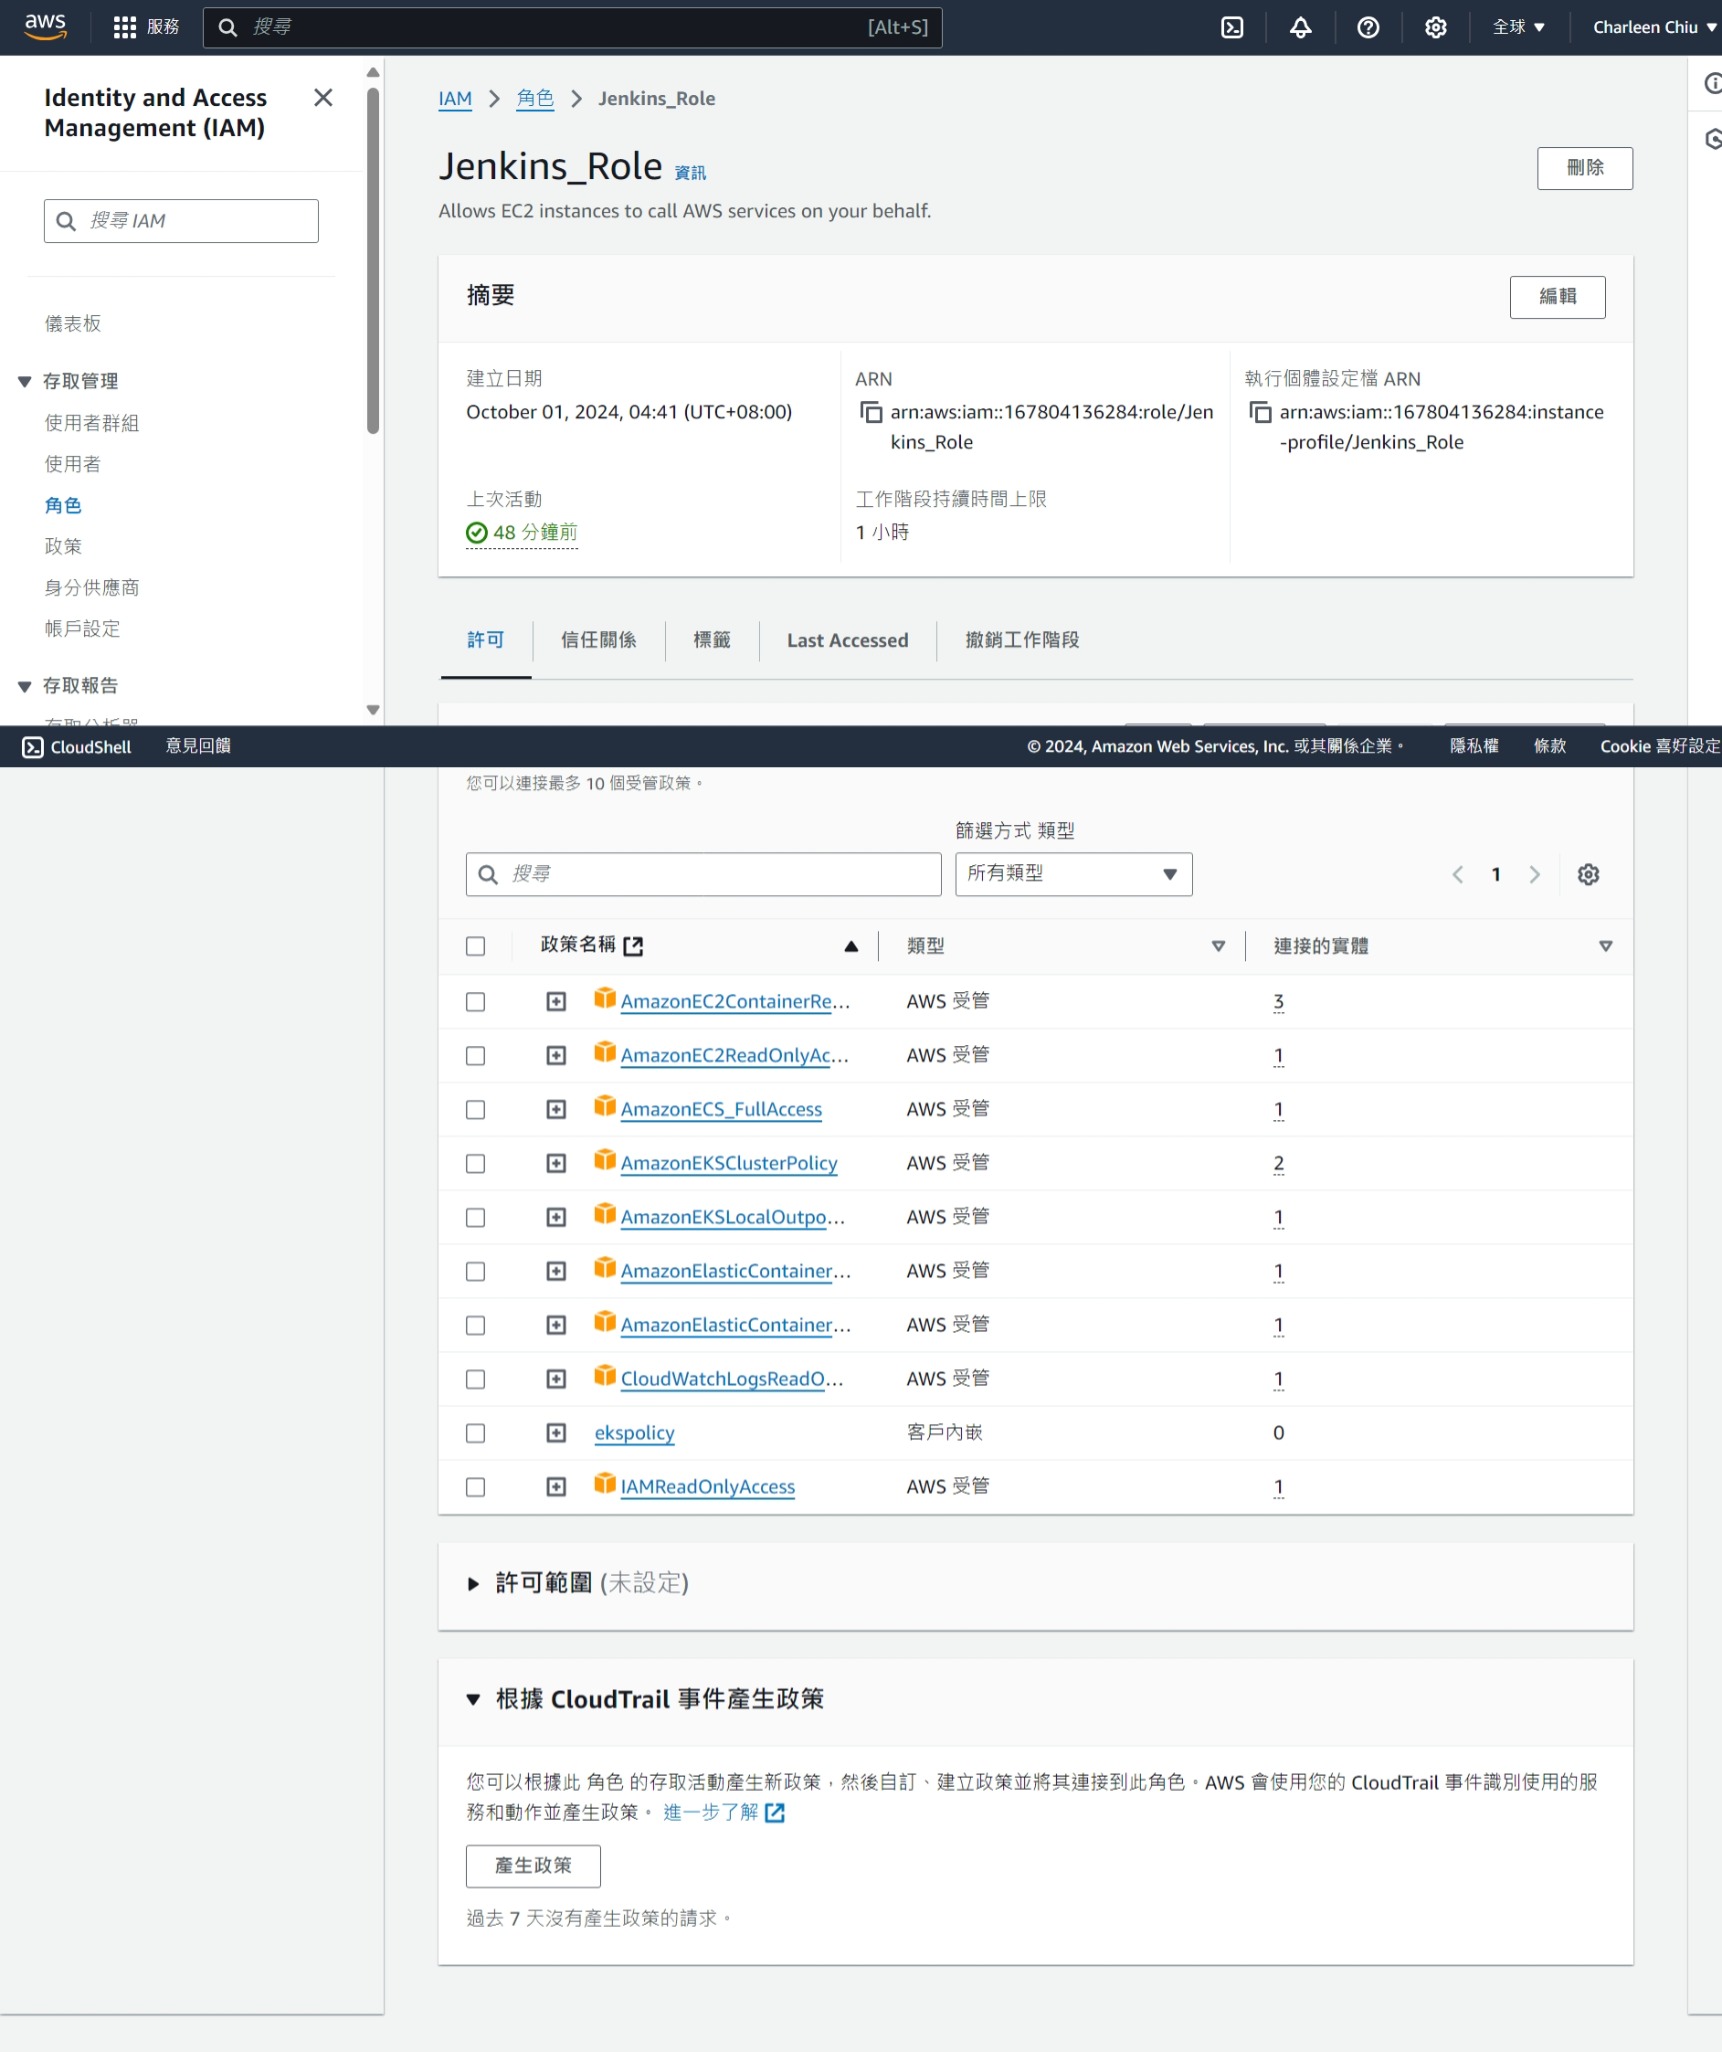 aws
服務
搜尋
[Alt+S]
全球
Charleen Chiu
Identity and Access Management (IAM)
搜尋 IAM
儀表板
存取管理
使用者群組
使用者
角色
政策
身分供應商
帳戶設定
存取報告
存取分析器
IAM
角色
Jenkins_Role
Jenkins_Role 資訊
刪除
Allows EC2 instances to call AWS services on your behalf.
摘要
編輯
建立日期
October 01, 2024, 04:41 (UTC+08:00)
ARN
arn:aws:iam::167804136284:role/Jen
kins_Role
執行個體設定檔 ARN
arn:aws:iam::167804136284:instance
-profile/Jenkins_Role
上次活動
48 分鐘前
工作階段持續時間上限
1 小時
許可
信任關係
標籤
Last Accessed
撤銷工作階段
CloudShell
意見回饋
© 2024, Amazon Web Services, Inc. 或其關係企業。
隱私權
條款
Cookie 喜好設定
您可以連接最多 10 個受管政策。
篩選方式 類型
搜尋
所有類型
1
政策名稱
類型
連接的實體
AmazonEC2ContainerRe... AWS 受管 3
AmazonEC2ReadOnlyAc... AWS 受管 1
AmazonECS_FullAccess AWS 受管 1
AmazonEKSClusterPolicy AWS 受管 2
AmazonEKSLocalOutpo... AWS 受管 1
AmazonElasticContainer... AWS 受管 1
AmazonElasticContainer... AWS 受管 1
CloudWatchLogsReadO... AWS 受管 1
ekspolicy 客戶內嵌 0
IAMReadOnlyAccess AWS 受管 1
許可範圍 (未設定)
根據 CloudTrail 事件產生政策
您可以根據此 角色 的存取活動產生新政策，然後自訂、建立政策並將其連接到此角色。AWS 會使用您的 CloudTrail 事件識別使用的服
務和動作並產生政策。 進一步了解
產生政策
過去 7 天沒有產生政策的請求。